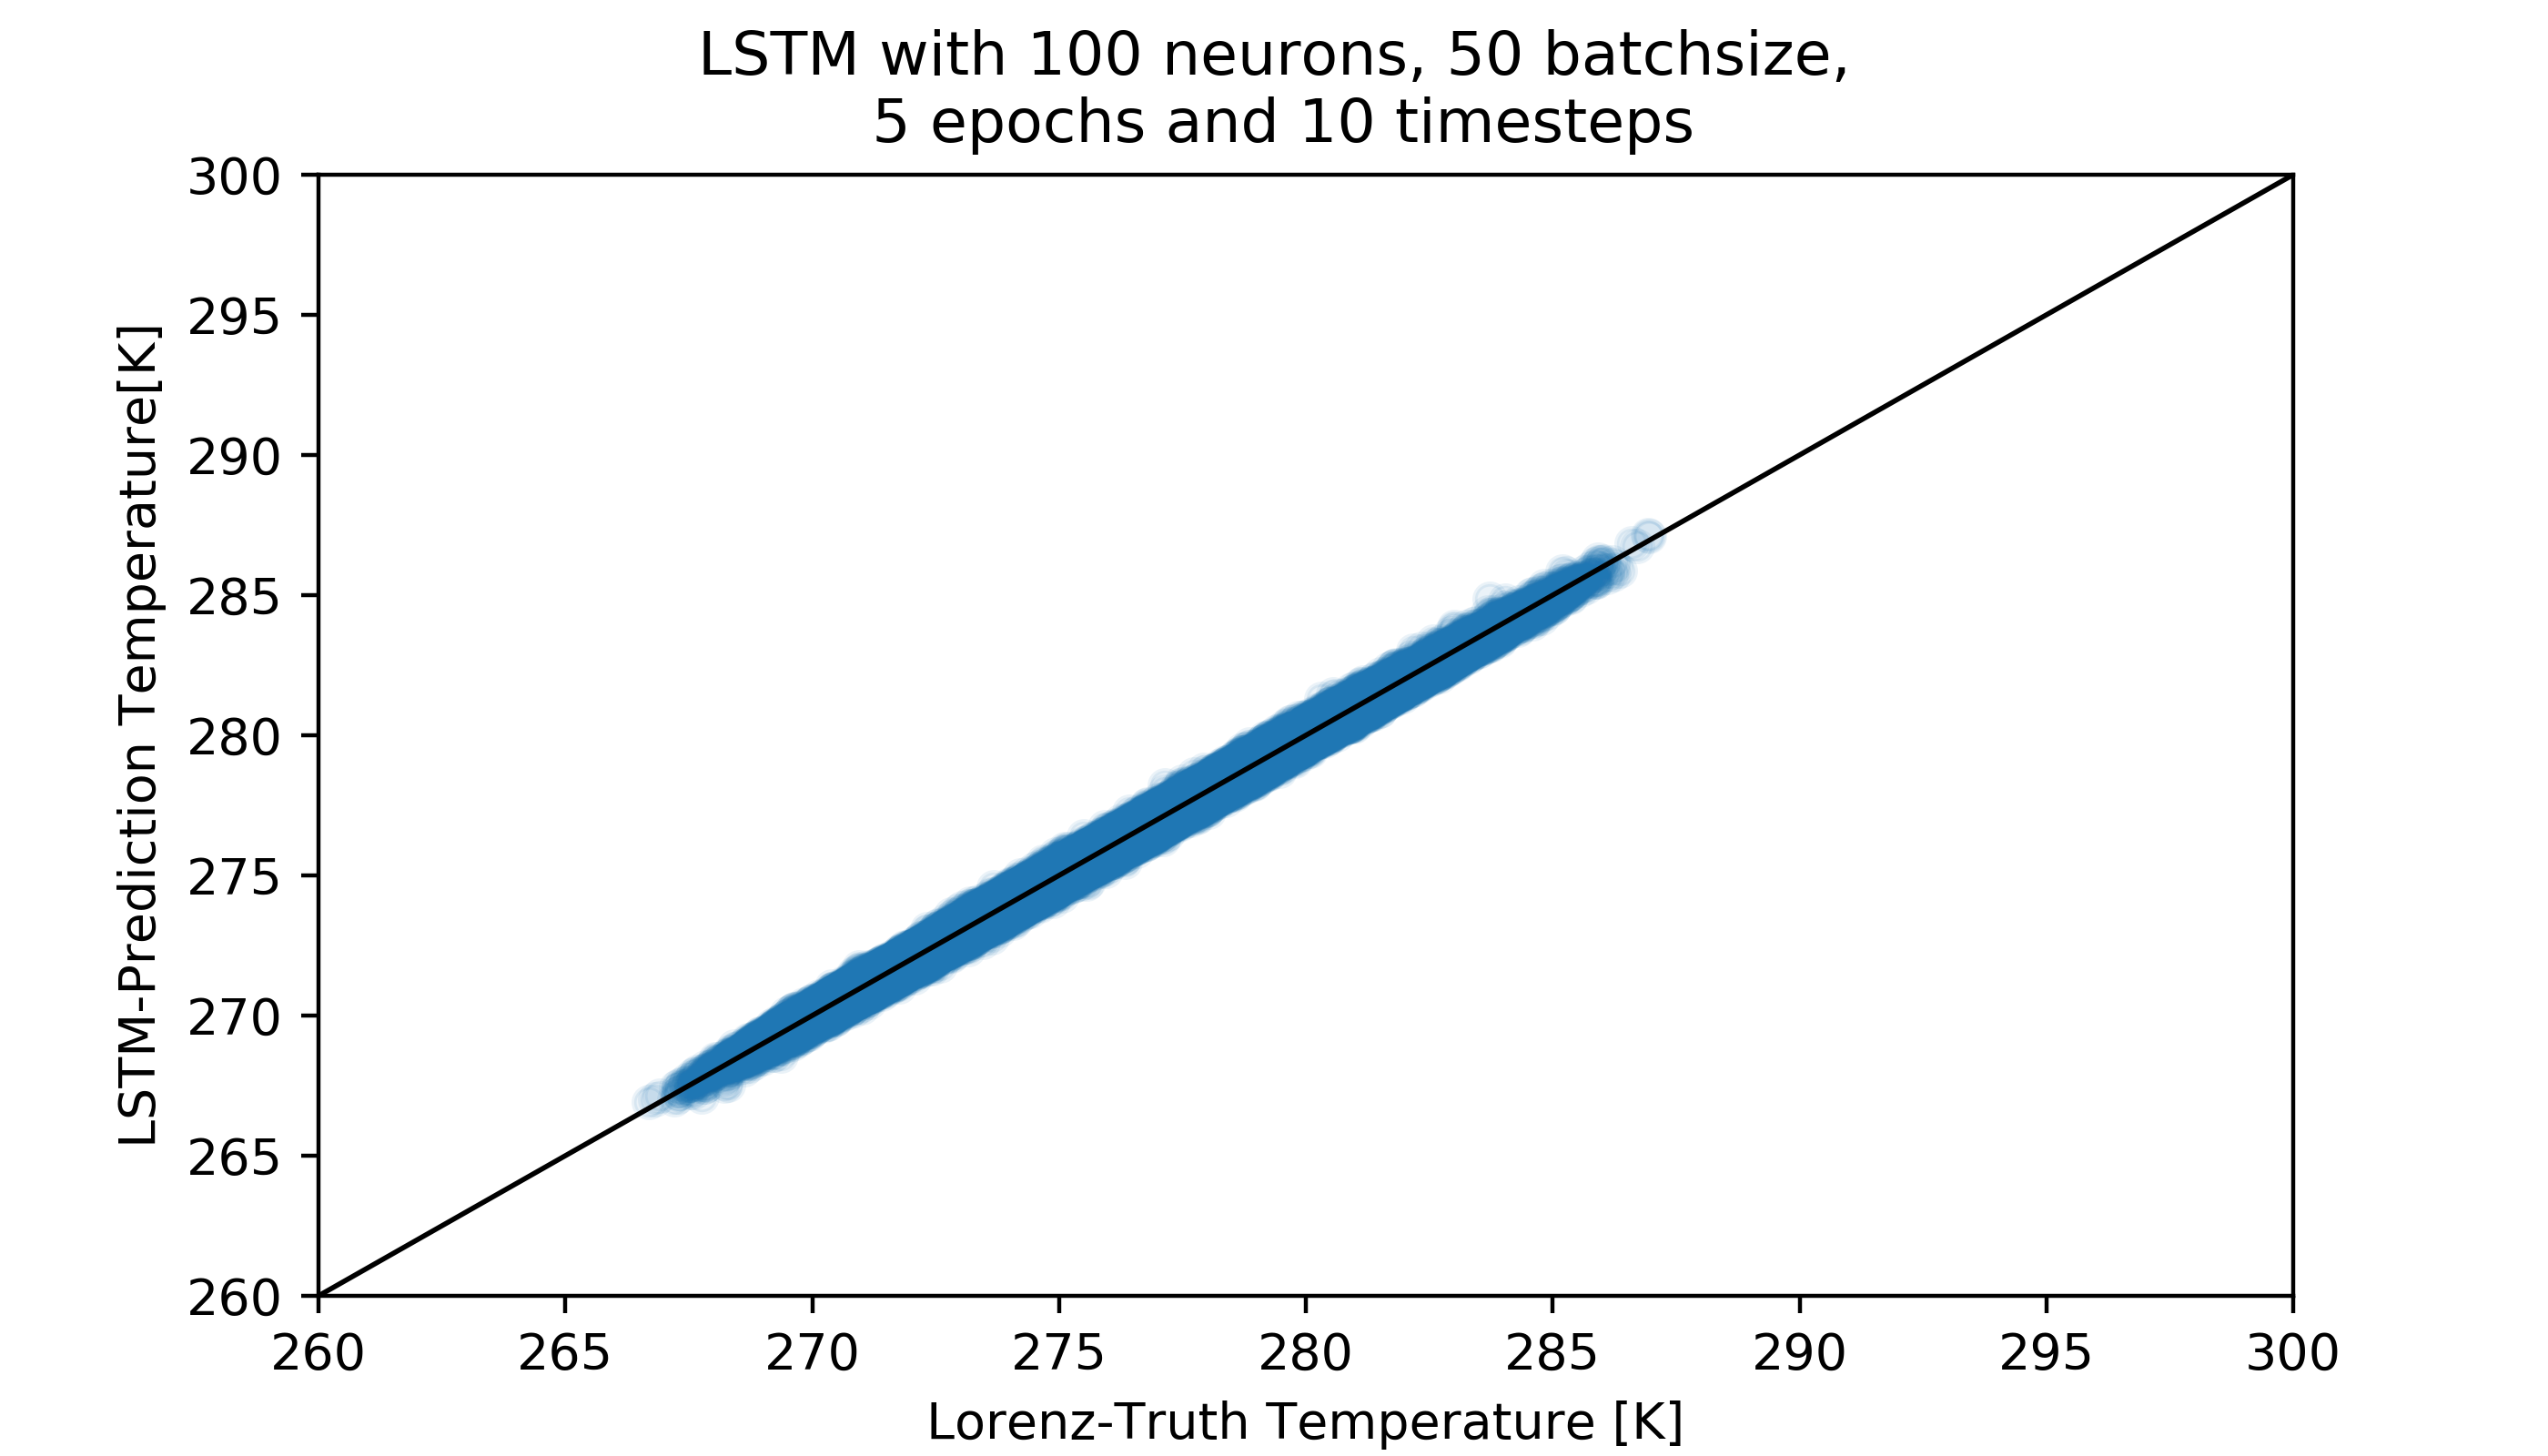 LSTM with 100 neurons, 50 batchsize,
5 epochs and 10 timesteps
300
295
290
285
280
275
270
265
260
LSTM-Prediction Temperature[K]
260 265 270 275 280 285 290 295 300
Lorenz-Truth Temperature [K]